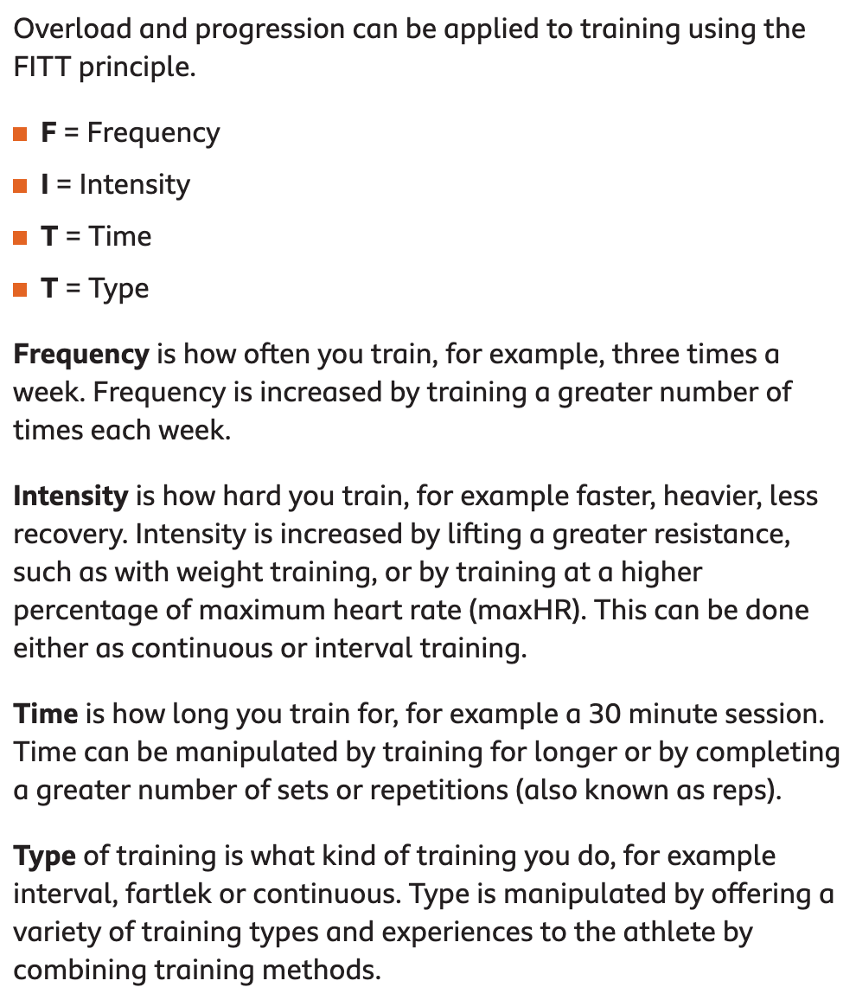 Overload and progression can be applied to training using the
FITT principle.
F = Frequency
I = Intensity
T = Time
T = Type
Frequency is how often you train, for example, three times a
week. Frequency is increased by training a greater number of
times each week.
Intensity is how hard you train, for example faster, heavier, less
recovery. Intensity is increased by lifting a greater resistance,
such as with weight training, or by training at a higher
percentage of maximum heart rate (maxHR). This can be done
either as continuous or interval training.
Time is how long you train for, for example a 30 minute session.
Time can be manipulated by training for longer or by completing
a greater number of sets or repetitions (also known as reps).
Type of training is what kind of training you do, for example
interval, fartlek or continuous. Type is manipulated by offering a
variety of training types and experiences to the athlete by
combining training methods.